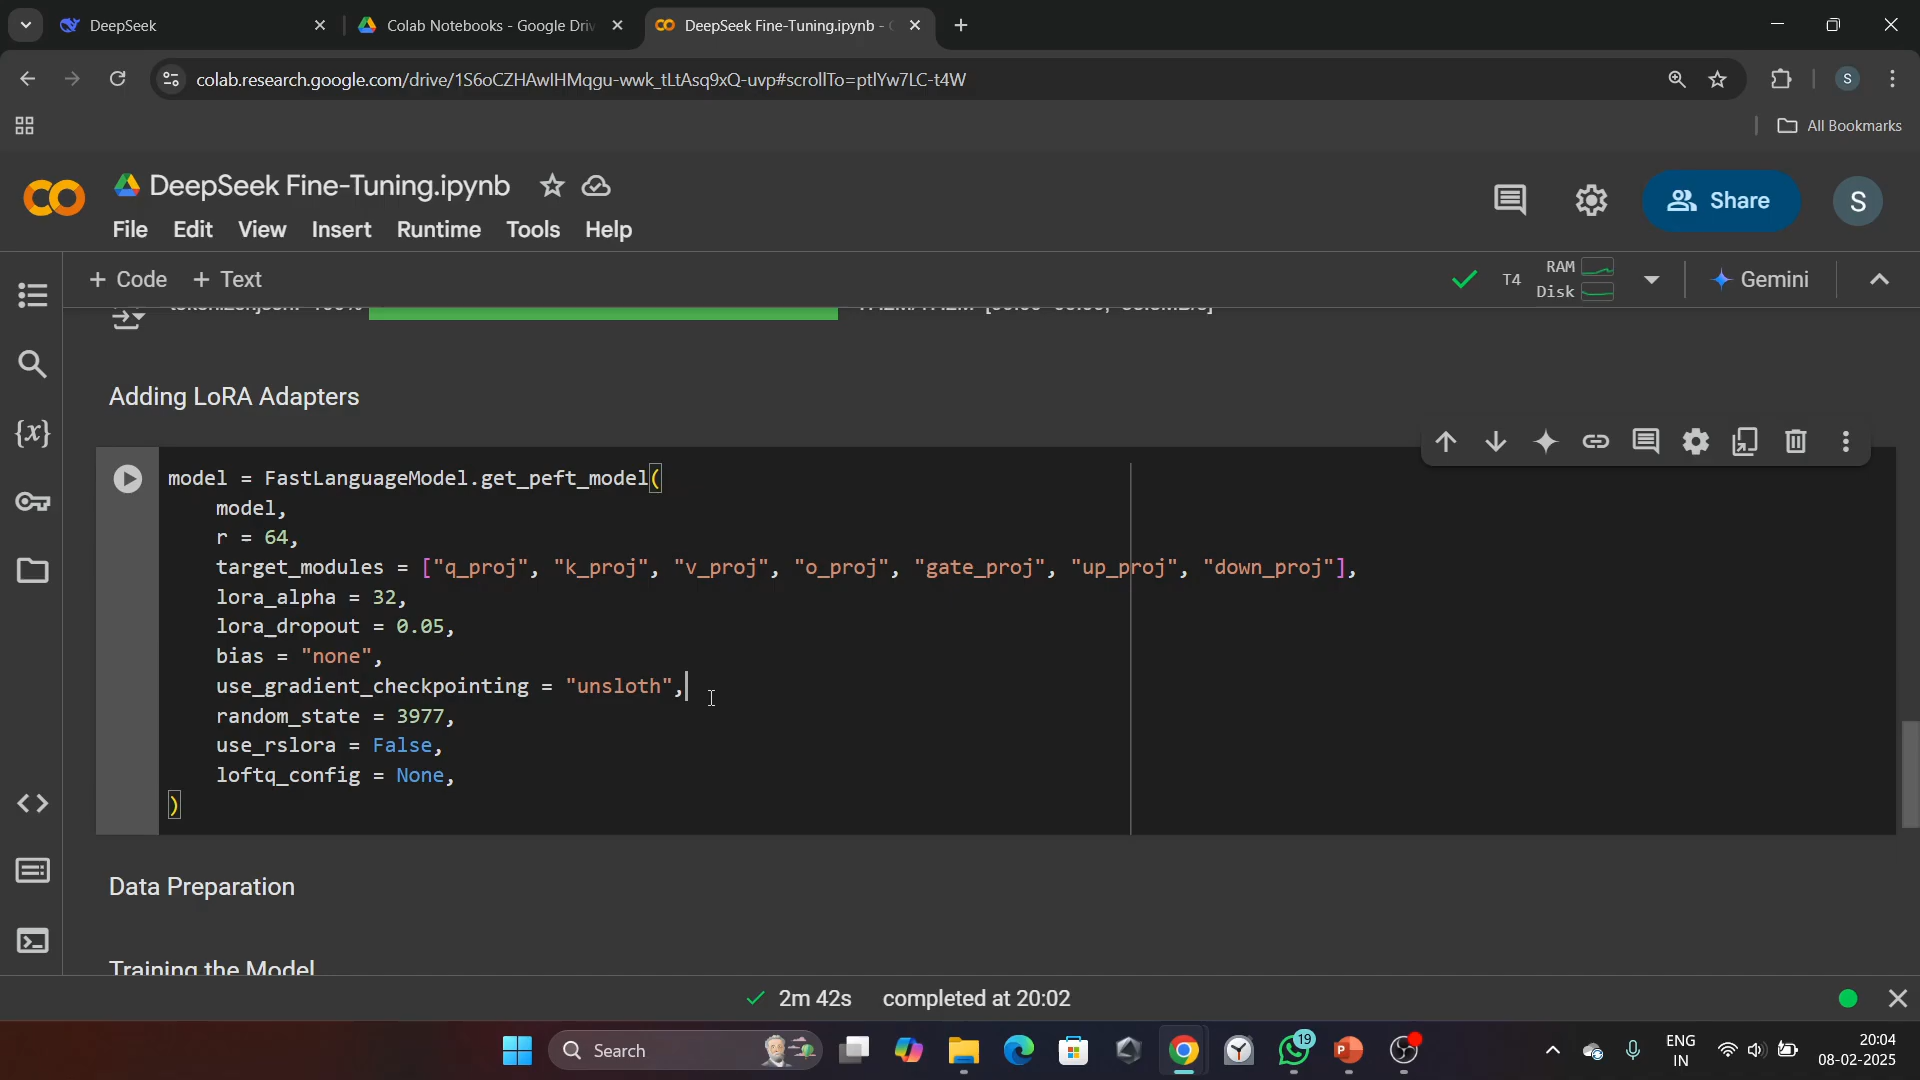 DeepSeek
Colab Notebooks - Google Driv
DeepSeek Fine-Tuning.ipynb -
colab.research.google.com/drive/1S6oCZHAwlHMqgu-wwk_tLtAsq9xQ-uvp#scrollTo=ptlYw7LC-t4W
S
All Bookmarks
DeepSeek Fine-Tuning.ipynb
Share
S
File Edit View Insert Runtime Tools Help
+ Code + Text
T4
RAM
Disk
Gemini
Adding LoRA Adapters
model = FastLanguageModel.get_peft_model(
model,
r = 64,
target_modules = ["q_proj", "k_proj", "v_proj", "o_proj", "gate_proj", "up_proj", "down_proj"],
lora_alpha = 32,
lora_dropout = 0.05,
bias = "none",
use_gradient_checkpointing = "unsloth",
random_state = 3977,
use_rslora = False,
loftq_config = None,
)
Data Preparation
Training the Model
2m 42s completed at 20:02
Search
19
ENG
IN
20:04
08-02-2025